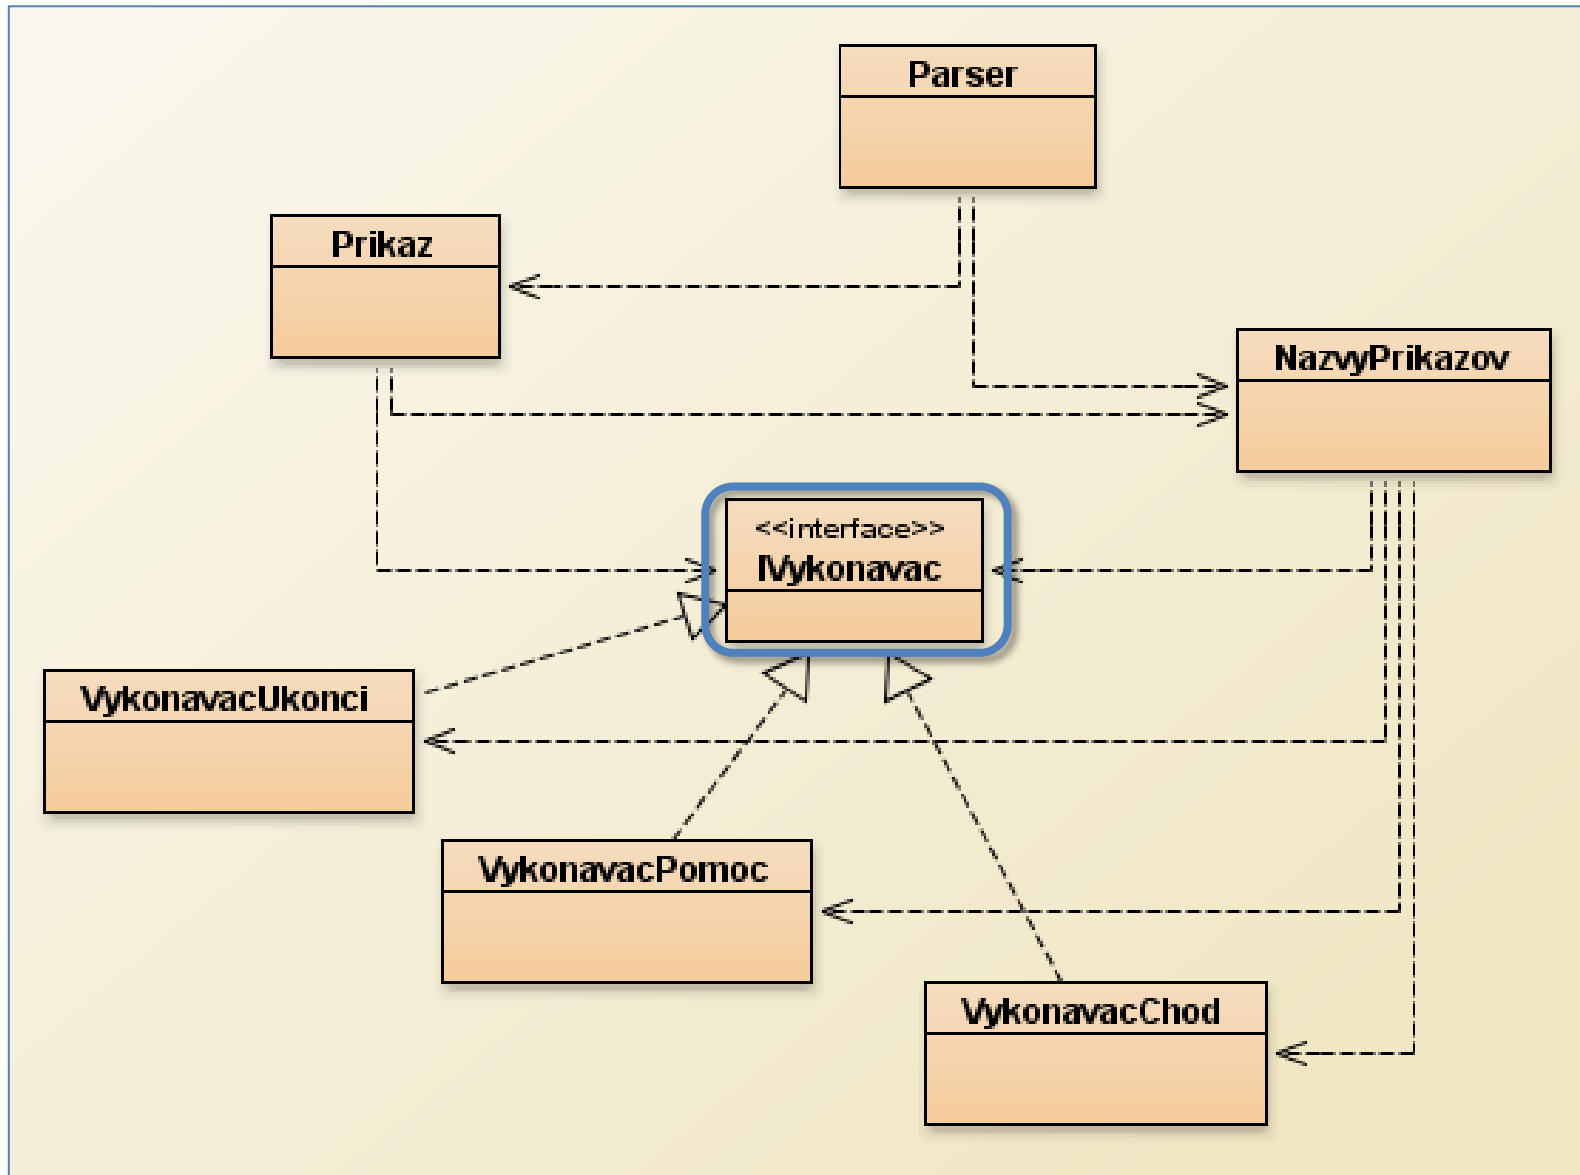 Parser
Prikaz
NazvyPrikazov
<<interface>>
IVykonavac
VykonavacUkonci
VykonavacPomoc
VykonavacChod